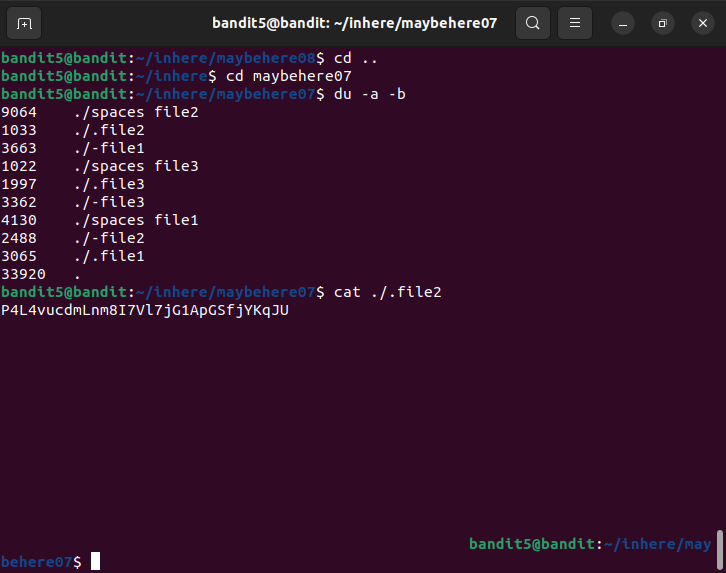 bandit5@bandit: ~/inhere/maybehere07
bandit5@bandit:~/inhere/maybehere08$ cd ..
bandit5@bandit:~/inhere$ cd maybehere07
bandit5@bandit:~/inhere/maybehere07$ du -a -b
9064 ./spaces file2
1033 ./.file2
3663 ./-file1
1022 ./spaces file3
1997 ./.file3
3362 ./-file3
4130 ./spaces file1
2488 ./-file2
3065 ./.file1
33920 .
bandit5@bandit:~/inhere/maybehere07$ cat ./.file2
P4L4vucdmLnm8I7Vl7jG1ApGSfjYKqJU
bandit5@bandit:~/inhere/may
behere07$